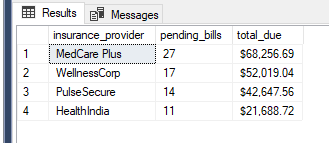 Results Messages
insurance_provider pending_bills total_due
1 MedCare Plus 27 $68,256.69
2 WellnessCorp 17 $52,019.04
3 PulseSecure 14 $42,647.56
4 HealthIndia 11 $21,688.72